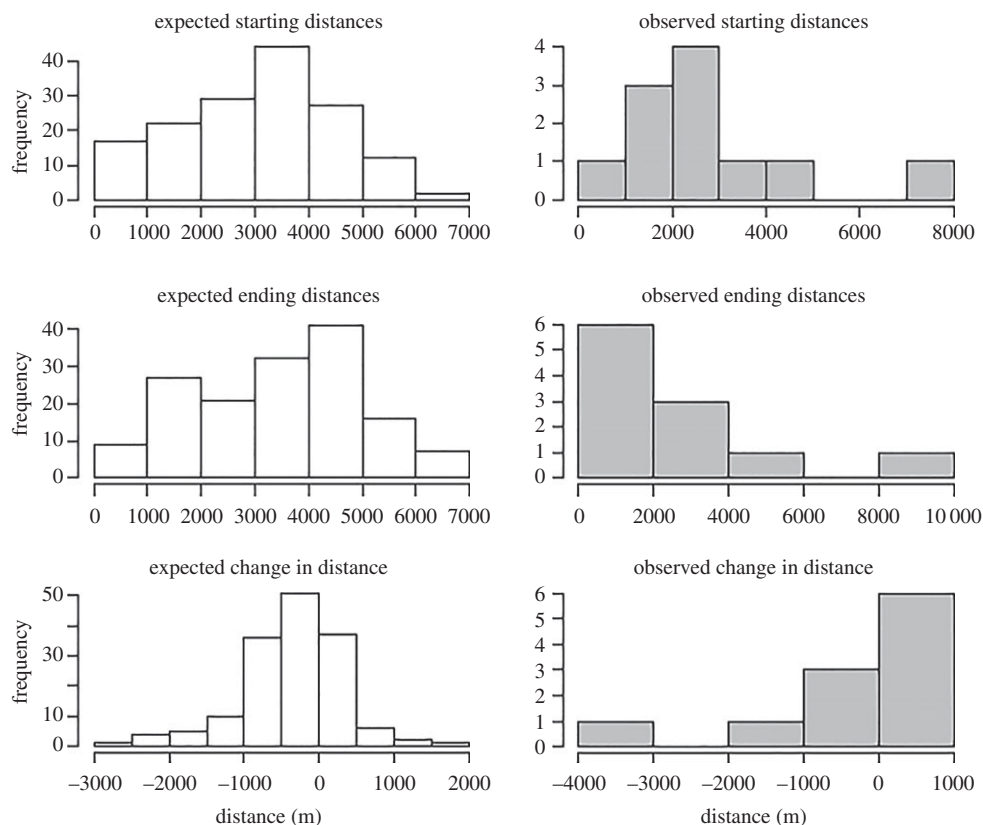 expected starting distances
observed starting distances
frequency
40
30
20
10
0
0 1000 2000 3000 4000 5000 6000 7000
4
3
2
1
0
0 2000 4000 6000 8000
expected ending distances
observed ending distances
frequency
40
30
20
10
0
0 1000 2000 3000 4000 5000 6000 7000
6
5
4
3
2
1
0
0 2000 4000 6000 8000 10 000
expected change in distance
observed change in distance
frequency
50
30
10
0
−3000 −2000 −1000 0 1000 2000
distance (m)
6
5
4
3
2
1
0
−4000 −3000 −2000 −1000 0 1000
distance (m)